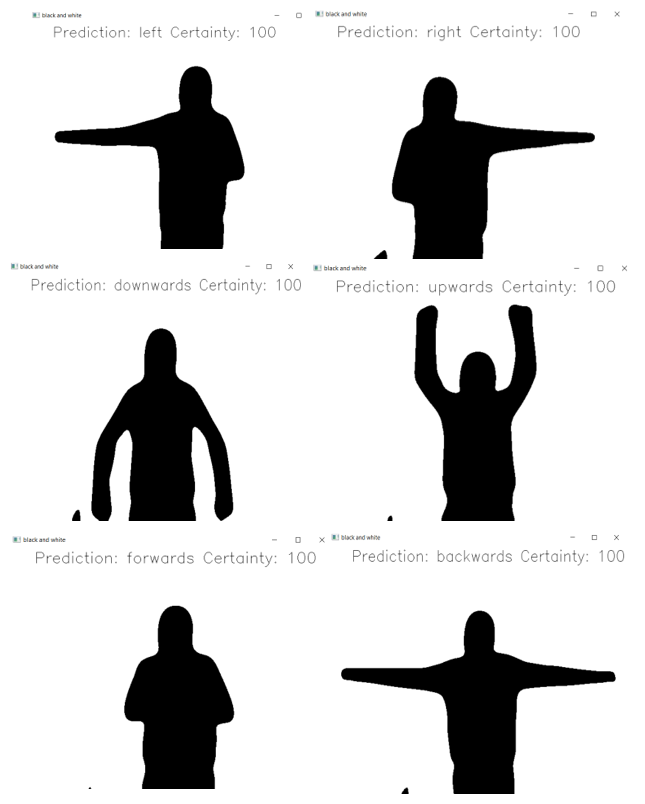 black and white
Prediction: left Certainty: 100
black and white
Prediction: right Certainty: 100
black and white
Prediction: downwards Certainty: 100
black and white
Prediction: upwards Certainty: 100
black and white
Prediction: forwards Certainty: 100
black and white
Prediction: backwards Certainty: 100